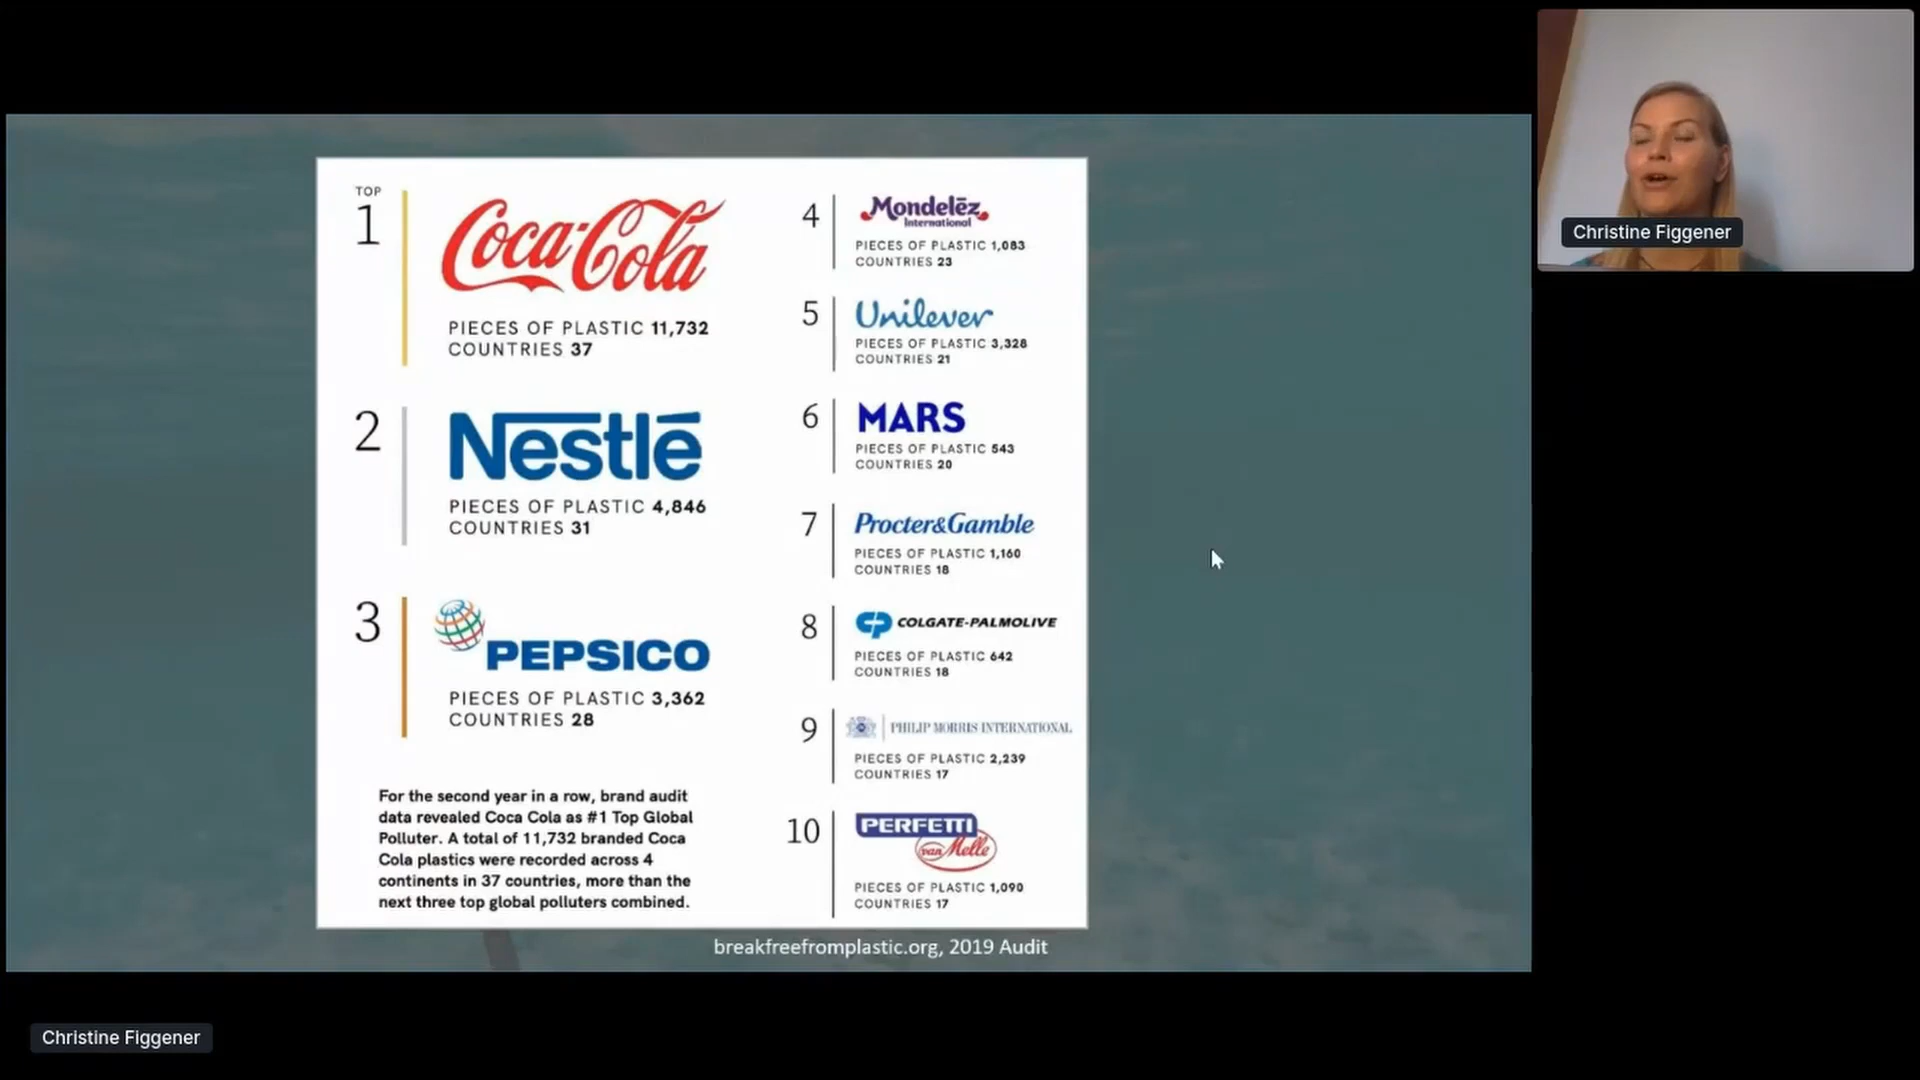 TOP
1
Coca-Cola
PIECES OF PLASTIC 11,732
COUNTRIES 37
2
Nestlé
PIECES OF PLASTIC 4,846
COUNTRIES 31
3
PEPSICO
PIECES OF PLASTIC 3,362
COUNTRIES 28
For the second year in a row, brand audit
data revealed Coca Cola as #1 Top Global
Polluter. A total of 11,732 branded Coca
Cola plastics were recorded across 4
continents in 37 countries, more than the
next three top global polluters combined.
4
Mondelēz
International
PIECES OF PLASTIC 1,083
COUNTRIES 23
5
Unilever
PIECES OF PLASTIC 3,328
COUNTRIES 21
6
MARS
PIECES OF PLASTIC 543
COUNTRIES 20
7
Procter&Gamble
PIECES OF PLASTIC 1,160
COUNTRIES 18
8
CP COLGATE-PALMOLIVE
PIECES OF PLASTIC 642
COUNTRIES 18
9
PHILIP MORRIS INTERNATIONAL
PIECES OF PLASTIC 2,239
COUNTRIES 17
10
PERFETTI
van Melle
PIECES OF PLASTIC 1,090
COUNTRIES 17
breakfreefromplastic.org, 2019 Audit
Christine Figgener
Christine Figgener